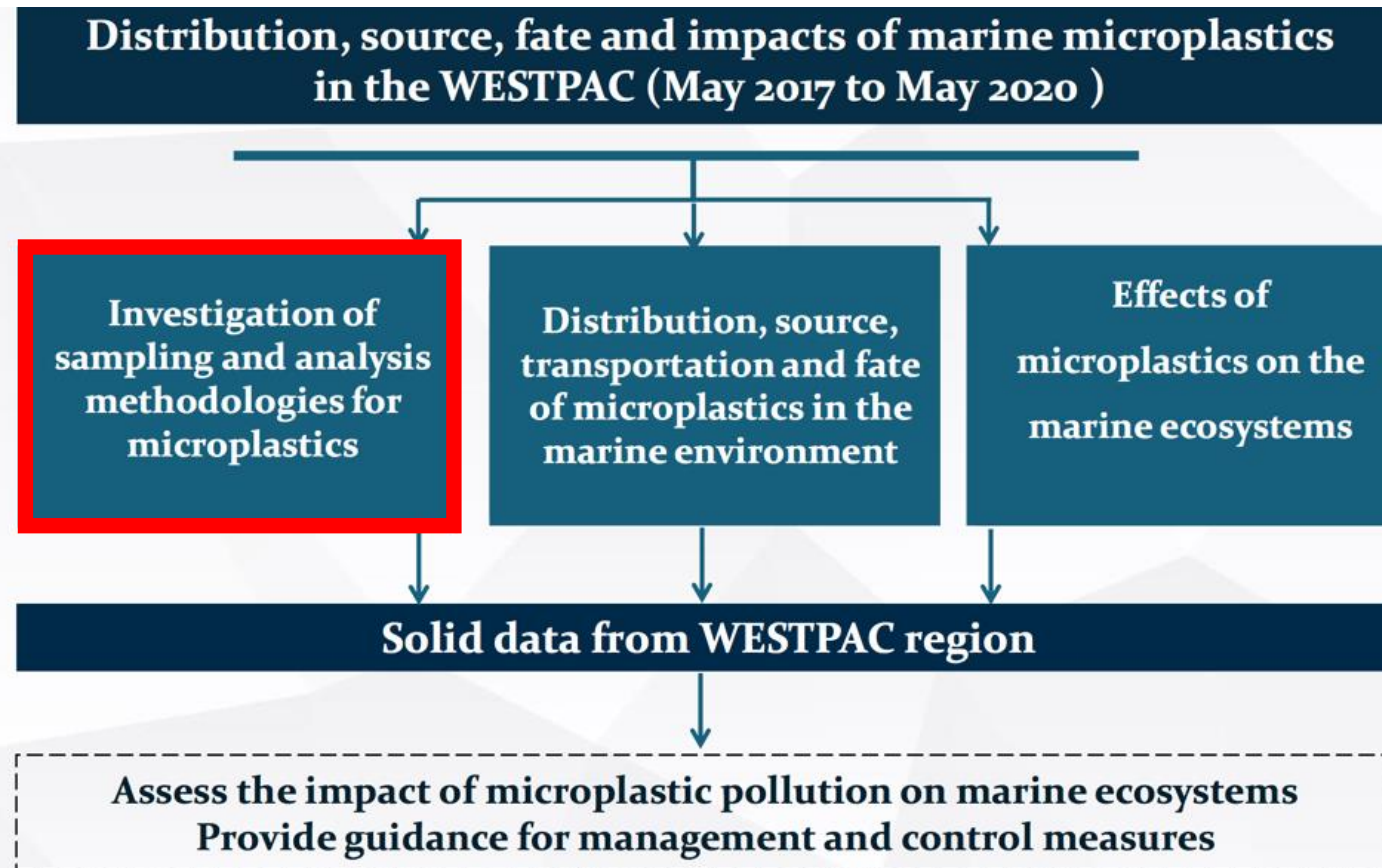 Distribution, source, fate and impacts of marine microplastics
in the WESTPAC (May 2017 to May 2020 )
Investigation of
sampling and analysis
methodologies for
microplastics
Distribution, source,
transportation and fate
of microplastics in the
marine environment
Effects of
microplastics on the
marine ecosystems
Solid data from WESTPAC region
Assess the impact of microplastic pollution on marine ecosystems
Provide guidance for management and control measures